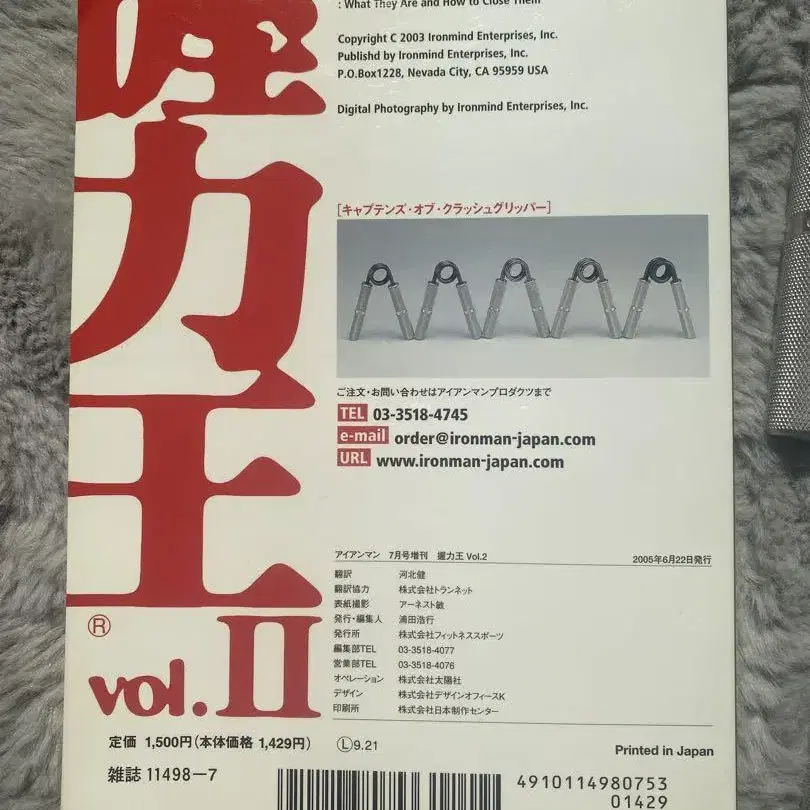 握力王
® vol.II
: What They Are and How to Close Them
Copyright C 2003 Ironmind Enterprises, Inc.
Publishd by Ironmind Enterprises, Inc.
P.O.Box1228, Nevada City, CA 95959 USA
Digital Photography by Ironmind Enterprises, Inc.
[キャプテンズ・オブ・クラッシュグリッパー]
ご注文・お問い合わせはアイアンマンプロダクツまで
TEL 03-3518-4745
e-mail order@ironman-japan.com
URL www.ironman-japan.com
アイアンマン 7月号増刊 握力王 Vol.2 2005年6月22日発行
翻訳 河北健
翻訳協力 株式会社トランネット
表紙撮影 アーネスト敏
発行・編集人 浦田浩行
発行所 株式会社フィットネススポーツ
編集部TEL 03-3518-4077
営業部TEL 03-3518-4076
オペレーション 株式会社太陽社
デザイン 株式会社デザインオフィースK
印刷所 株式会社日本制作センター
定価 1,500円(本体価格 1,429円) Ⓛ9.21
Printed in Japan
雑誌 11498-7
4910114980753
01429